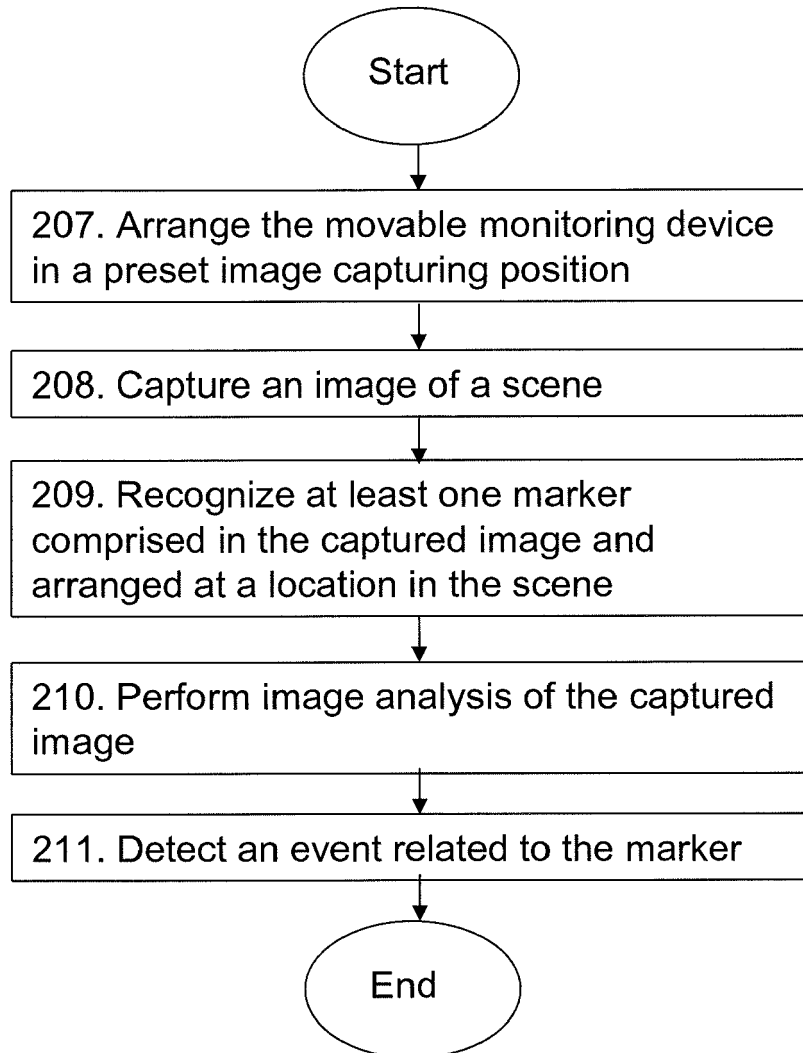 Start
207. Arrange the movable monitoring device
in a preset image capturing position
208. Capture an image of a scene
209. Recognize at least one marker
comprised in the captured image and
arranged at a location in the scene
210. Perform image analysis of the captured
image
211. Detect an event related to the marker
End